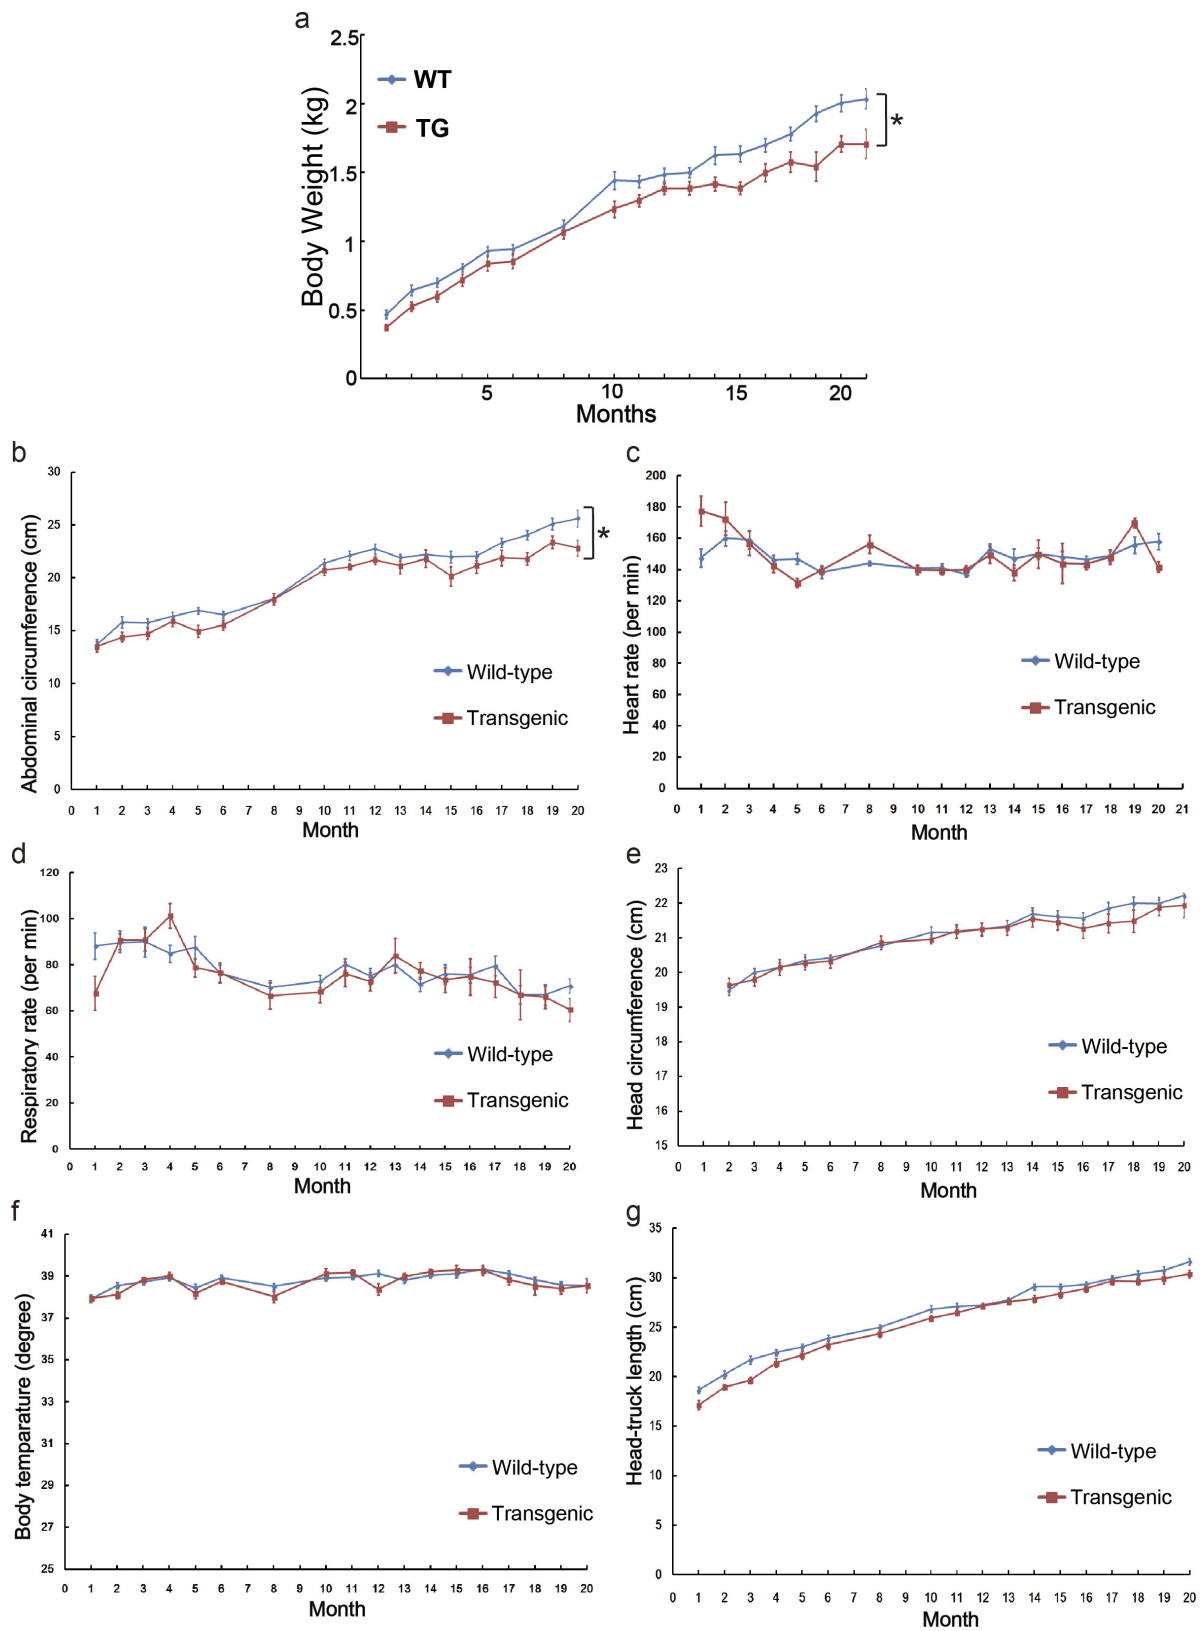 a
2.5
2
1.5
1
0.5
0
Body Weight (kg)
WT
TG
*
5 10 15 20
Months
b
30
25
20
15
10
5
0
Abdominal circumference (cm)
*
Wild-type
Transgenic
0 1 2 3 4 5 6 7 8 9 10 11 12 13 14 15 16 17 18 19 20
Month
c
200
180
160
140
120
100
80
60
40
20
0
Heart rate (per min)
Wild-type
Transgenic
0 1 2 3 4 5 6 7 8 9 10 11 12 13 14 15 16 17 18 19 20 21
Month
d
120
100
80
60
40
20
0
Respiratory rate (per min)
Wild-type
Transgenic
0 1 2 3 4 5 6 7 8 9 10 11 12 13 14 15 16 17 18 19 20
Month
e
23
22
21
20
19
18
17
16
15
Head circumference (cm)
Wild-type
Transgenic
0 1 2 3 4 5 6 7 8 9 10 11 12 13 14 15 16 17 18 19 20
Month
f
41
39
37
35
33
31
29
27
25
Body temparature (degree)
Wild-type
Transgenic
0 1 2 3 4 5 6 7 8 9 10 11 12 13 14 15 16 17 18 19 20
Month
g
35
30
25
20
15
10
5
0
Head-truck length (cm)
Wild-type
Transgenic
0 1 2 3 4 5 6 7 8 9 10 11 12 13 14 15 16 17 18 19 20
Month